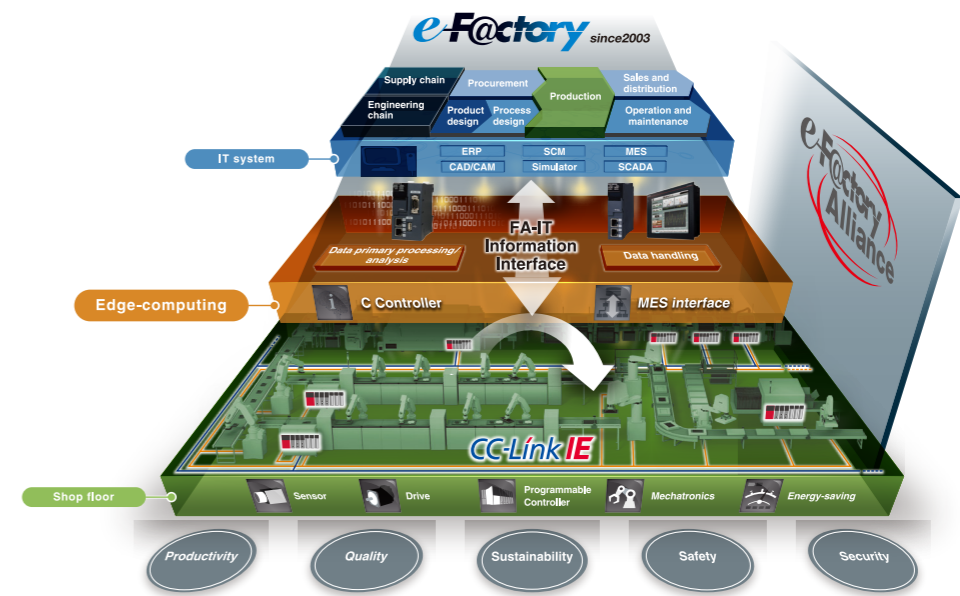 e-F@ctory since2003
Supply chain
Procurement
Production
Sales and
distribution
Engineering
chain
Product
design
Process
design
Operation and
maintenance
IT system
ERP
SCM
MES
CAD/CAM
Simulator
SCADA
e-F@ctory
Alliance
FA-IT
Information
Interface
Data primary processing/
analysis
Data handling
Edge-computing
C Controller
MES interface
CC-Link IE
Shop floor
Sensor
Drive
Programmable
Controller
Mechatronics
Energy-saving
Productivity
Quality
Sustainability
Safety
Security